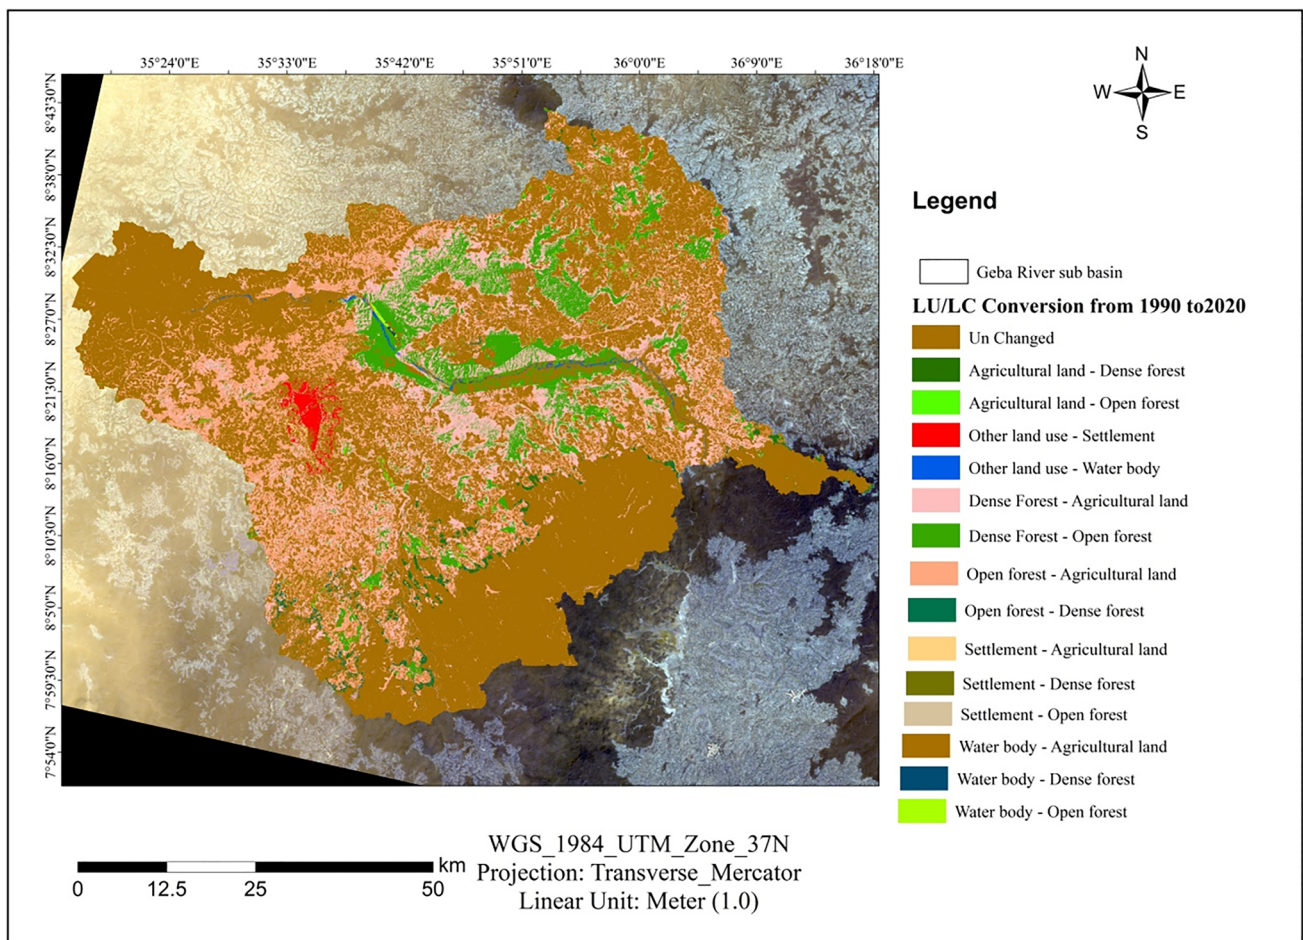 35°24'0"E 35°33'0"E 35°42'0"E 35°51'0"E 36°0'0"E 36°9'0"E 36°18'0"E
8°43'30"N
8°38'0"N
8°32'30"N
8°27'0"N
8°21'30"N
8°16'0"N
8°10'30"N
8°5'0"N
7°59'30"N
7°54'0"N
N
W E
S
Legend
Geba River sub basin
LU/LC Conversion from 1990 to2020
Un Changed
Agricultural land - Dense forest
Agricultural land - Open forest
Other land use - Settlement
Other land use - Water body
Dense Forest - Agricultural land
Dense Forest - Open forest
Open forest - Agricultural land
Open forest - Dense forest
Settlement - Agricultural land
Settlement - Dense forest
Settlement - Open forest
Water body - Agricultural land
Water body - Dense forest
Water body - Open forest
km
0 12.5 25 50
WGS_1984_UTM_Zone_37N
Projection: Transverse_Mercator
Linear Unit: Meter (1.0)